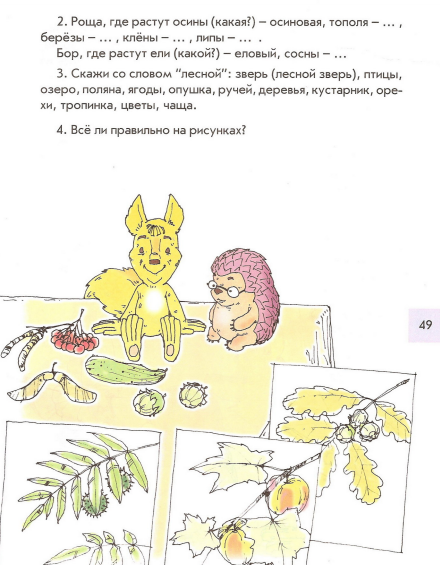 2. Роща, где растут осины (какая?) – осиновая, тополя – ... ,
берёзы – ... , клёны – ... , липы – ... .
Бор, где растут ели (какой?) – еловый, сосны – ...
3. Скажи со словом "лесной": зверь (лесной зверь), птицы,
озеро, поляна, ягоды, опушка, ручей, деревья, кустарник, оре-
хи, тропинка, цветы, чаща.
4. Всё ли правильно на рисунках?
49